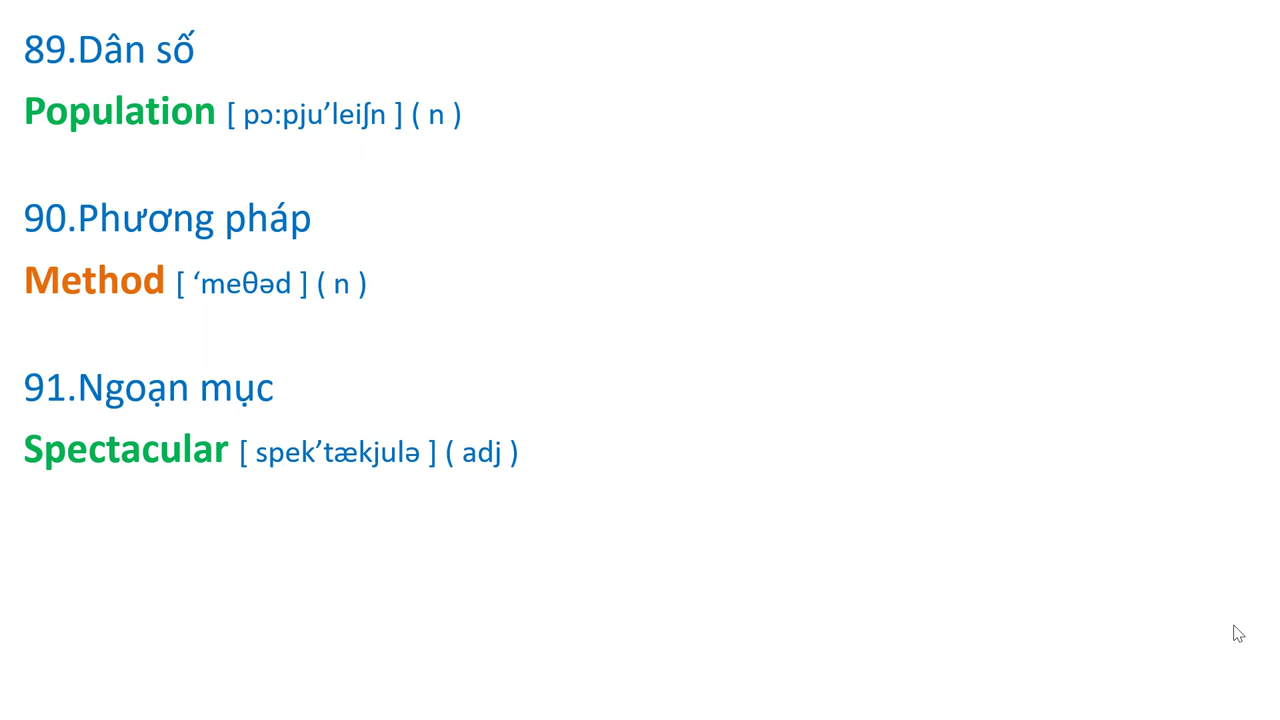 89.Dân số
Population [ pɔ:pju’leiʃn ] ( n )
90.Phương pháp
Method [ ‘meθəd ] ( n )
91.Ngoạn mục
Spectacular [ spek’tækjulə ] ( adj )